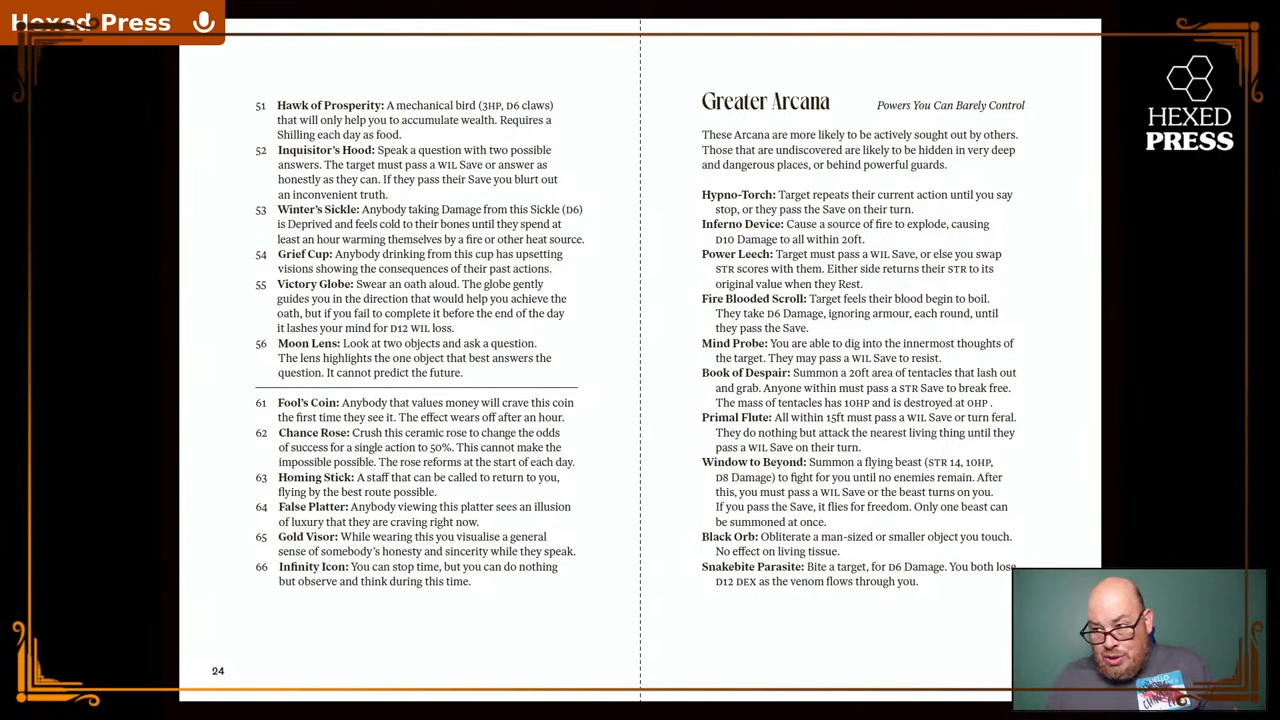 Hexed Press
HEXED
PRESS
51 Hawk of Prosperity: A mechanical bird (3HP, D6 claws)
that will only help you to accumulate wealth. Requires a
Shilling each day as food.
52 Inquisitor's Hood: Speak a question with two possible
answers. The target must pass a WIL Save or answer as
honestly as they can. If they pass their Save you blurt out
an inconvenient truth.
53 Winter's Sickle: Anybody taking Damage from this Sickle (D6)
is Deprived and feels cold to their bones until they spend at
least an hour warming themselves by a fire or other heat source.
54 Grief Cup: Anybody drinking from this cup has upsetting
visions showing the consequences of their past actions.
55 Victory Globe: Swear an oath aloud. The globe gently
guides you in the direction that would help you achieve the
oath, but if you fail to complete it before the end of the day
it lashes your mind for D12 WIL loss.
56 Moon Lens: Look at two objects and ask a question.
The lens highlights the one object that best answers the
question. It cannot predict the future.
61 Fool's Coin: Anybody that values money will crave this coin
the first time they see it. The effect wears off after an hour.
62 Chance Rose: Crush this ceramic rose to change the odds
of success for a single action to 50%. This cannot make the
impossible possible. The rose reforms at the start of each day.
63 Homing Stick: A staff that can be called to return to you,
flying by the best route possible.
64 False Platter: Anybody viewing this platter sees an illusion
of luxury that they are craving right now.
65 Gold Visor: While wearing this you visualise a general
sense of somebody's honesty and sincerity while they speak.
66 Infinity Icon: You can stop time, but you can do nothing
but observe and think during this time.
24
Greater Arcana Powers You Can Barely Control
These Arcana are more likely to be actively sought out by others.
Those that are undiscovered are likely to be hidden in very deep
and dangerous places, or behind powerful guards.
Hypno-Torch: Target repeats their current action until you say
stop, or they pass the Save on their turn.
Inferno Device: Cause a source of fire to explode, causing
D10 Damage to all within 20ft.
Power Leech: Target must pass a WIL Save, or else you swap
STR scores with them. Either side returns their STR to its
original value when they Rest.
Fire Blooded Scroll: Target feels their blood begin to boil.
They take D6 Damage, ignoring armour, each round, until
they pass the Save.
Mind Probe: You are able to dig into the innermost thoughts of
the target. They may pass a WIL Save to resist.
Book of Despair: Summon a 20ft area of tentacles that lash out
and grab. Anyone within must pass a STR Save to break free.
The mass of tentacles has 10HP and is destroyed at 0HP .
Primal Flute: All within 15ft must pass a WIL Save or turn feral.
They do nothing but attack the nearest living thing until they
pass a WIL Save on their turn.
Window to Beyond: Summon a flying beast (STR 14, 10HP,
D8 Damage) to fight for you until no enemies remain. After
this, you must pass a WIL Save or the beast turns on you.
If you pass the Save, it flies for freedom. Only one beast can
be summoned at once.
Black Orb: Obliterate a man-sized or smaller object you touch.
No effect on living tissue.
Snakebite Parasite: Bite a target, for D6 Damage. You both lose
D12 DEX as the venom flows through you.